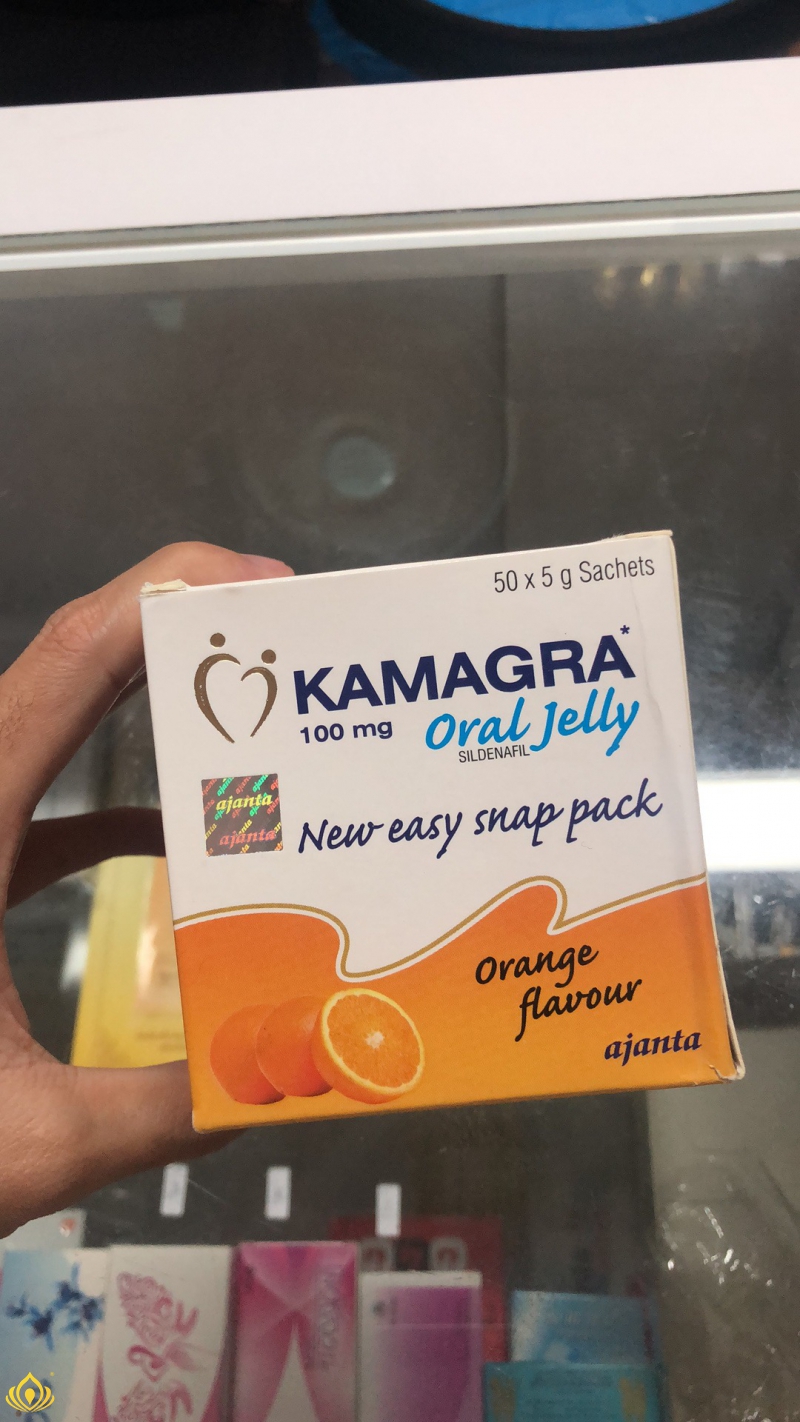 50 x 5 g Sachets
KAMAGRA*
100 mg Oral Jelly
SILDENAFIL
ajanta
ajanta
New easy snap pack
Orange
flavour
ajanta